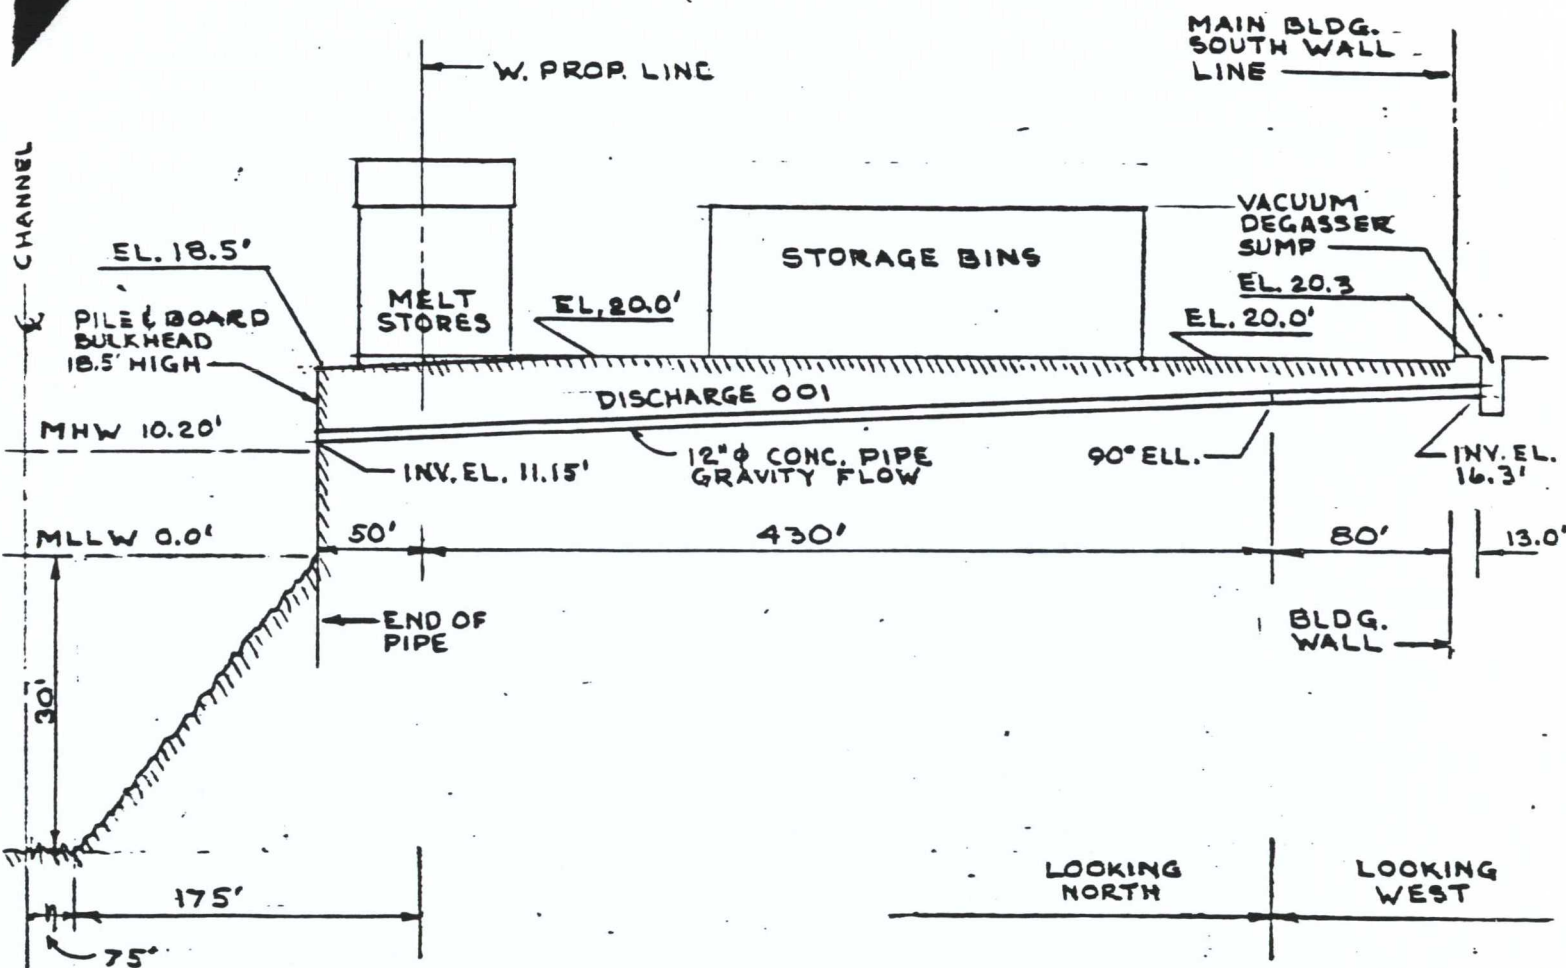 MAIN BLDG.
SOUTH WALL
LINE
W. PROP. LINE
℄ CHANNEL
VACUUM
DEGASSER
SUMP
EL. 18.5'
STORAGE BINS
EL. 20.3
MELT
STORES
EL, 20.0'
EL. 20.0'
PILE & BOARD
BULKHEAD
18.5' HIGH
DISCHARGE 001
MHW 10.20'
INV. EL. 11.15'
12"ϕ CONC. PIPE
GRAVITY FLOW
90° ELL.
INV. EL.
16.3'
MLLW 0.0'
50'
430'
80'
13.0'
END OF
PIPE
BLDG.
WALL
30'
LOOKING
NORTH
LOOKING
WEST
175'
75'